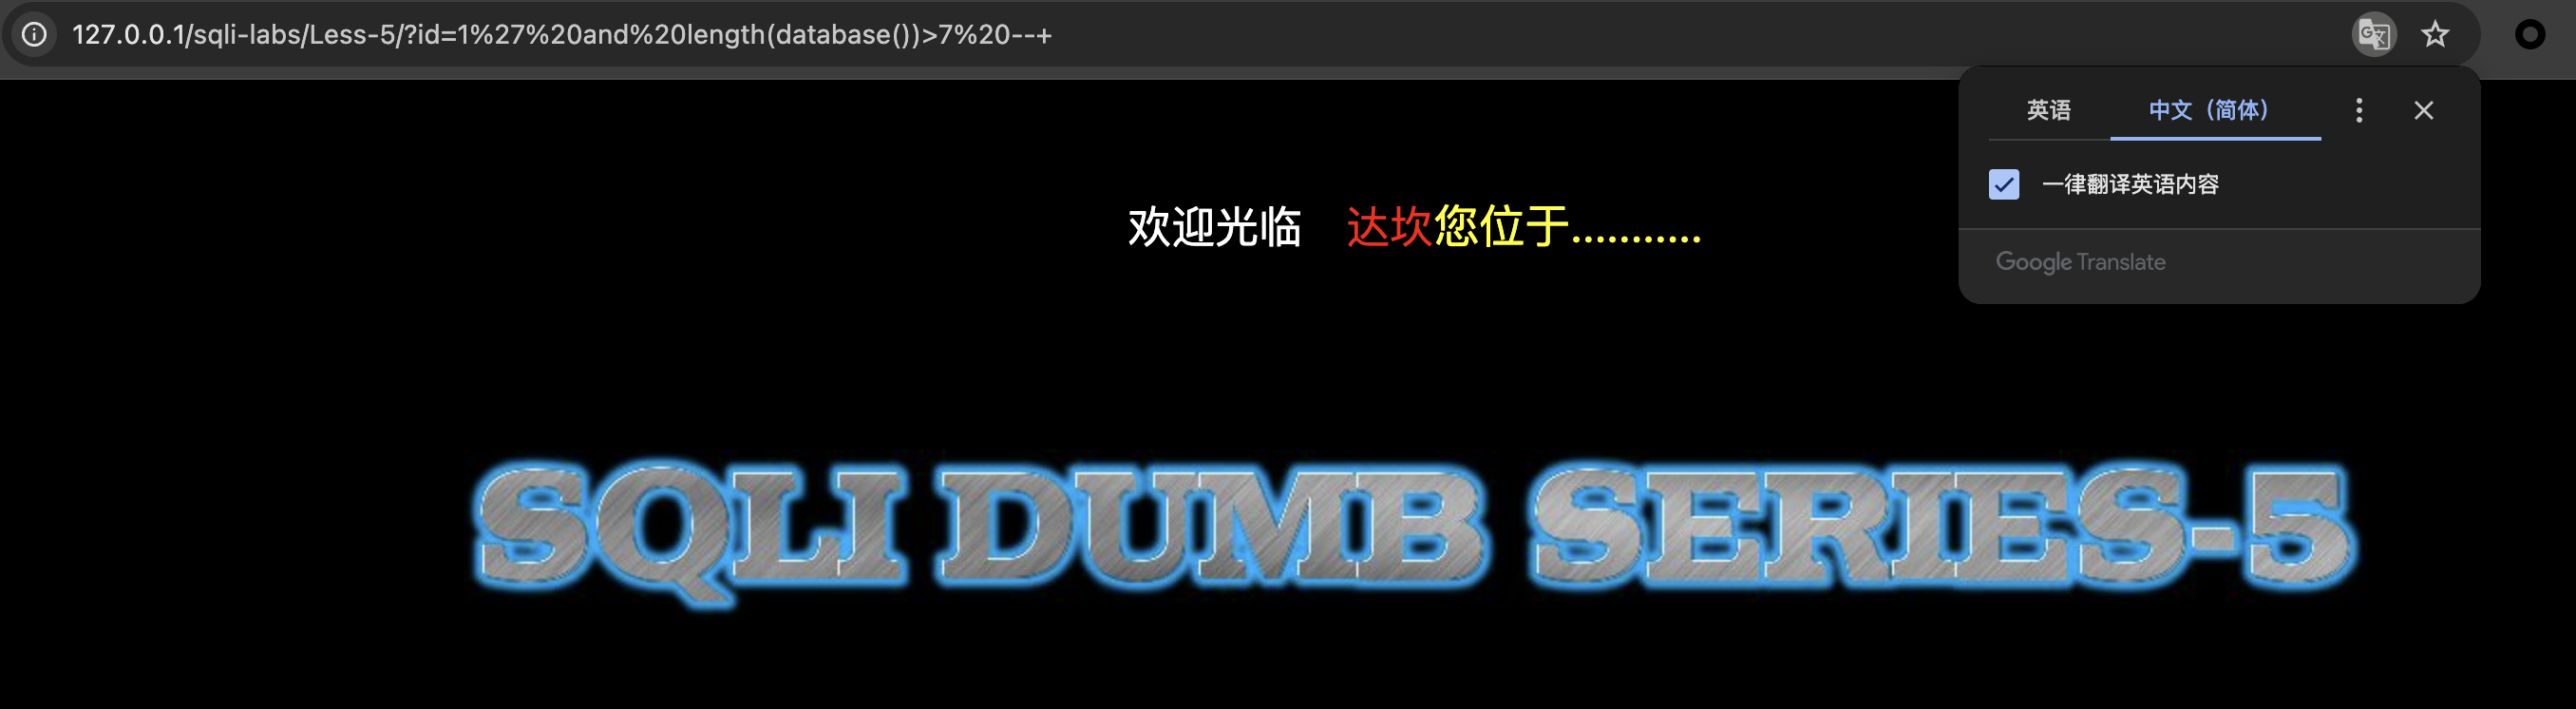 127.0.0.1/sqli-labs/Less-5/?id=1%27%20and%20length(database())>7%20--+
英语 中文（简体）
一律翻译英语内容
Google Translate
欢迎光临 达坎您位于...........
SQLI DUMB SERIES-5